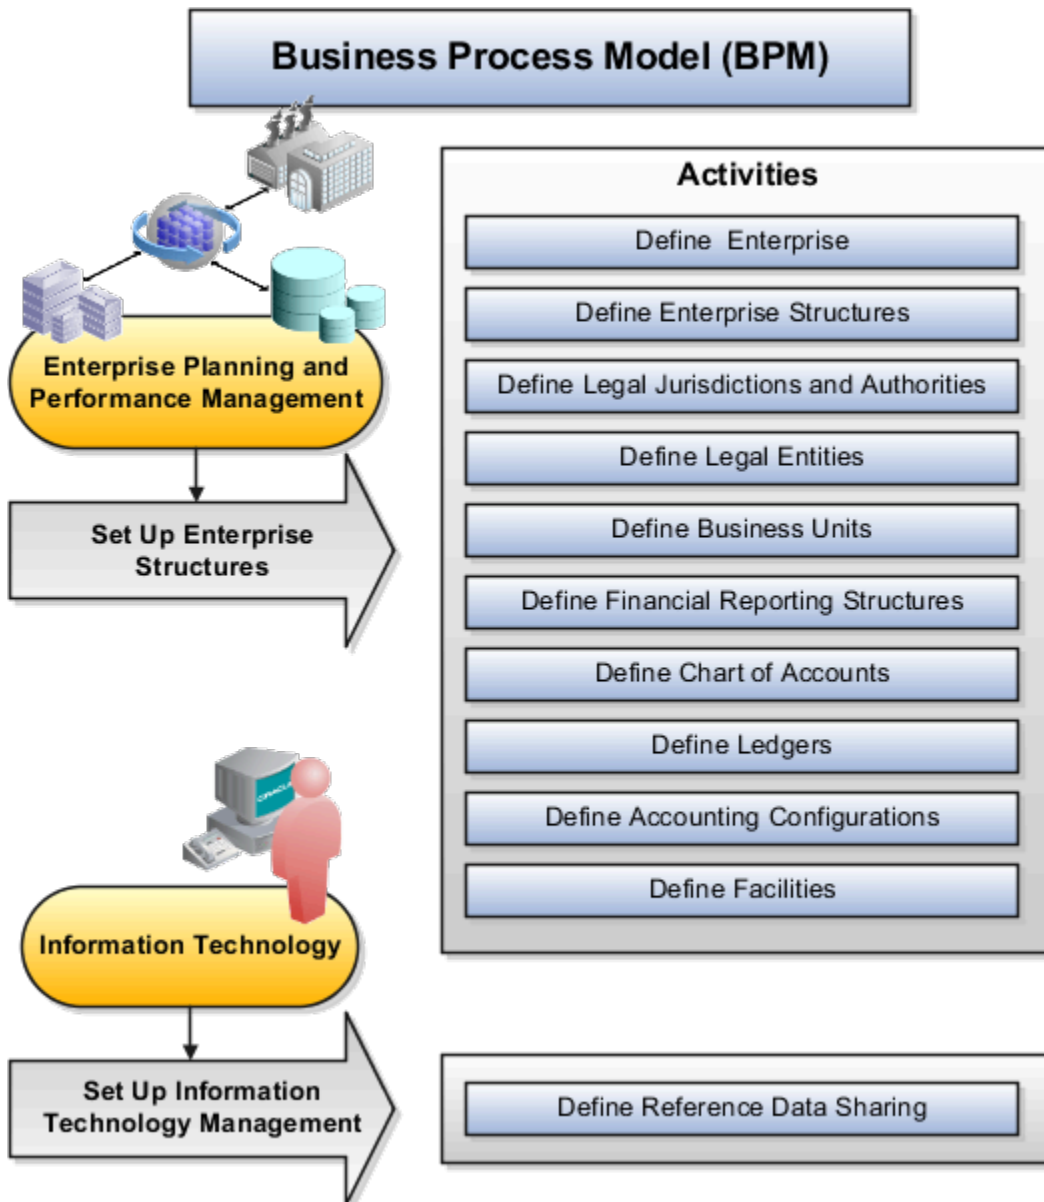 Business Process Model (BPM)
Activities
Define Enterprise
Define Enterprise Structures
Define Legal Jurisdictions and Authorities
Define Legal Entities
Define Business Units
Define Financial Reporting Structures
Define Chart of Accounts
Define Ledgers
Define Accounting Configurations
Define Facilities
Enterprise Planning and
Performance Management
Set Up Enterprise
Structures
Information Technology
Set Up Information
Technology Management
Define Reference Data Sharing